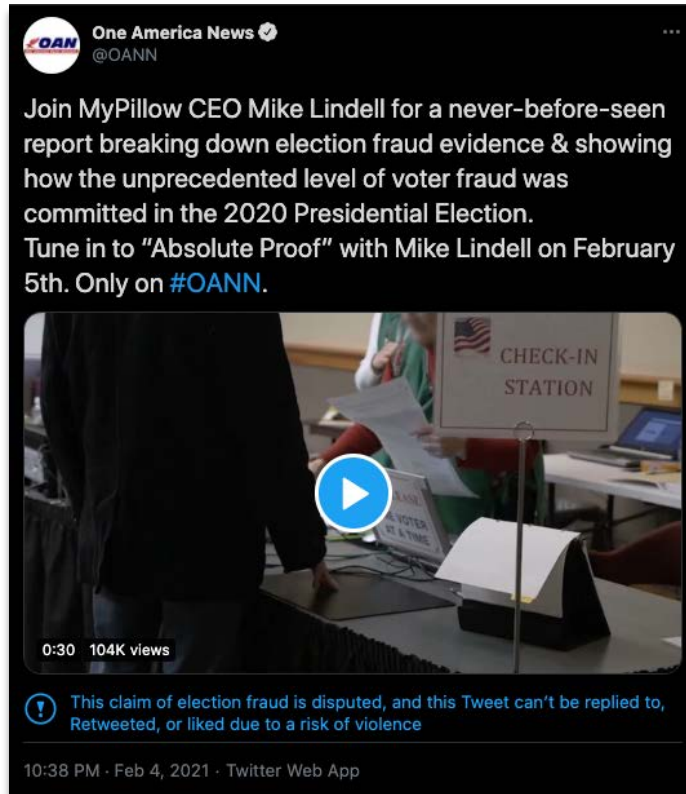 OAN
One America News
@OANN
Join MyPillow CEO Mike Lindell for a never-before-seen
report breaking down election fraud evidence & showing
how the unprecedented level of voter fraud was
committed in the 2020 Presidential Election.
Tune in to “Absolute Proof” with Mike Lindell on February
5th. Only on #OANN.
CHECK-IN
STATION
VOTER
AT A TIME
0:30 104K views
This claim of election fraud is disputed, and this Tweet can’t be replied to,
Retweeted, or liked due to a risk of violence
10:38 PM · Feb 4, 2021 · Twitter Web App